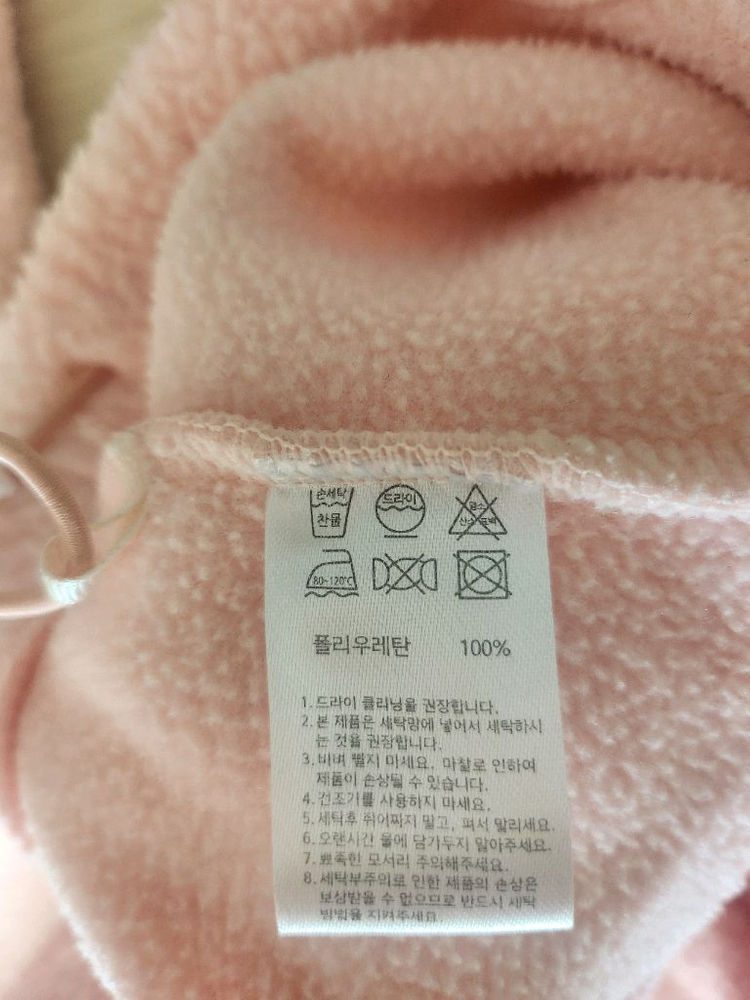 손세탁 드라이 염소
찬물 산소 표백
80~120℃
폴리우레탄 100%
1. 드라이 클리닝을 권장합니다.
2. 본 제품은 세탁망에 넣어서 세탁하시
는 것을 권장합니다.
3. 비벼 빨지 마세요. 마찰로 인하여
제품이 손상될 수 있습니다.
4. 건조기를 사용하지 마세요.
5. 세탁후 쥐어짜지 말고, 펴서 말리세요.
6. 오랜시간 물에 담가두지 말아주세요.
7. 뾰족한 모서리 주의해주세요.
8. 세탁부주의로 인한 제품의 손상은
보상받을 수 없으므로 반드시 세탁
방법을 지켜주세요.